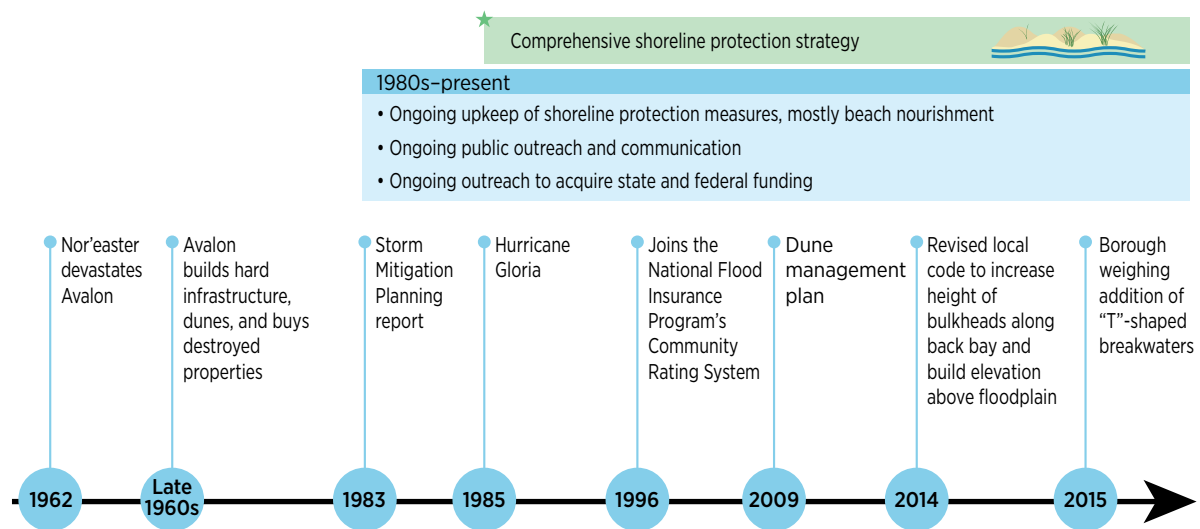 Comprehensive shoreline protection strategy
1980s–present
• Ongoing upkeep of shoreline protection measures, mostly beach nourishment
• Ongoing public outreach and communication
• Ongoing outreach to acquire state and federal funding
Nor’easter
devastates
Avalon
Avalon
builds hard
infrastructure,
dunes, and buys
destroyed
properties
Storm
Mitigation
Planning
report
Hurricane
Gloria
Joins the
National Flood
Insurance
Program’s
Community
Rating System
Dune
management
plan
Revised local
code to increase
height of
bulkheads along
back bay and
build elevation
above floodplain
Borough
weighing
addition of
“T”-shaped
breakwaters
1962
Late
1960s
1983
1985
1996
2009
2014
2015